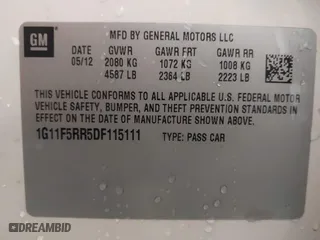 GM
MFD BY GENERAL MOTORS LLC
DATE GVWR GAWR FRT GAWR RR
05/12 2080 KG 1072 KG 1008 KG
4587 LB 2364 LB 2223 LB
THIS VEHICLE CONFORMS TO ALL APPLICABLE U.S. FEDERAL MOTOR
VEHICLE SAFETY, BUMPER, AND THEFT PREVENTION STANDARDS IN
EFFECT ON THE DATE OF MANUFACTURE SHOWN ABOVE.
1G11F5RR5DF115111 TYPE: PASS CAR
DREAMBID